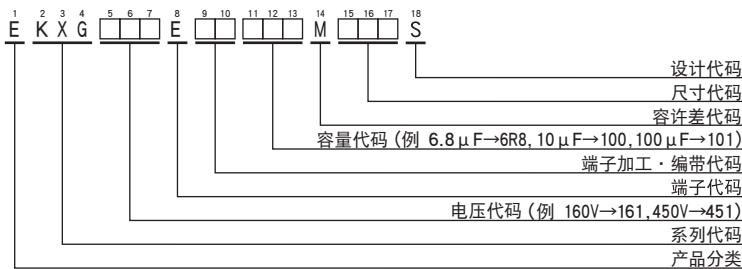 1 2 3 4 5 6 7 8 9 10 11 12 13 14 15 16 17 18
E KXG □□□ E □□ □□□ M □□□ S
设计代码
尺寸代码
容许差代码
容量代码 (例 6.8μF→6R8, 10μF→100, 100μF→101)
端子加工・编带代码
端子代码
电压代码 (例 160V→161, 450V→451)
系列代码
产品分类